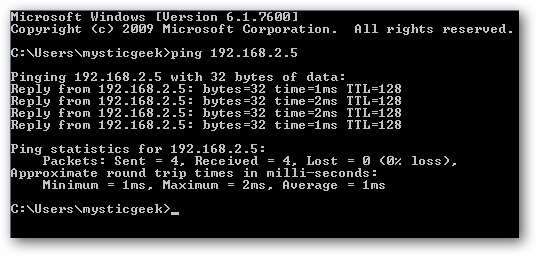 Microsoft Windows [Version 6.1.7600]
Copyright (c) 2009 Microsoft Corporation.  All rights reserved.
C:\Users\mysticgeek>ping 192.168.2.5
Pinging 192.168.2.5 with 32 bytes of data:
Reply from 192.168.2.5: bytes=32 time=1ms TTL=128
Reply from 192.168.2.5: bytes=32 time=2ms TTL=128
Reply from 192.168.2.5: bytes=32 time=2ms TTL=128
Reply from 192.168.2.5: bytes=32 time=1ms TTL=128
Ping statistics for 192.168.2.5:
    Packets: Sent = 4, Received = 4, Lost = 0 (0% loss),
Approximate round trip times in milli-seconds:
    Minimum = 1ms, Maximum = 2ms, Average = 1ms
C:\Users\mysticgeek>_